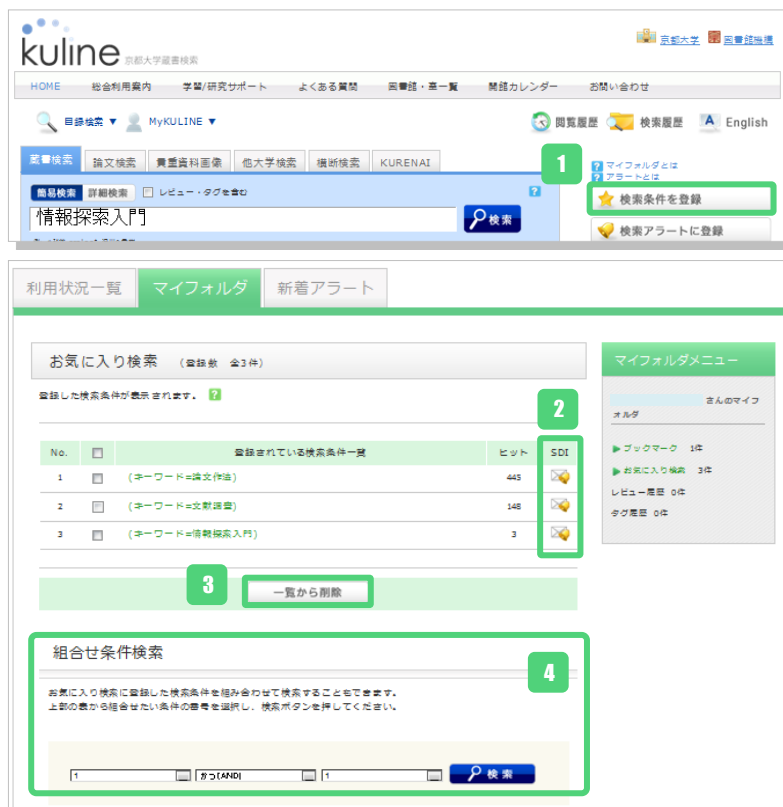 kuline 京都大学蔵書検索
京都大学 図書館機構
HOME 総合利用案内 学習/研究サポート よくある質問 図書館・室一覧 開館カレンダー お問い合わせ
目録検索 ▼ MyKULINE ▼ 閲覧履歴 検索履歴 A English
蔵書検索 論文検索 貴重資料画像 他大学検索 横断検索 KURENAI
1
? マイフォルダとは
? アラートとは
簡易検索 詳細検索 レビュー・タグを含む ?
検索条件を登録
情報探索入門 検索
検索アラートに登録
利用状況一覧 マイフォルダ 新着アラート
お気に入り検索 (登録数 全3件)
登録した検索条件が表示されます。 ?
2
No. 登録されている検索条件一覧 ヒット SDI
1 (キーワード=論文作法) 445
2 (キーワード=文献調査) 148
3 (キーワード=情報探索入門) 3
3
一覧から削除
マイフォルダメニュー
さんのマイフ
ォルダ
ブックマーク 1件
お気に入り検索 3件
レビュー履歴 0件
タグ履歴 0件
組合せ条件検索
4
お気に入り検索に登録した検索条件を組み合わせて検索することもできます。
上部の表から組合せたい条件の番号を選択し、検索ボタンを押してください。
1 かつ(AND) 1 検索